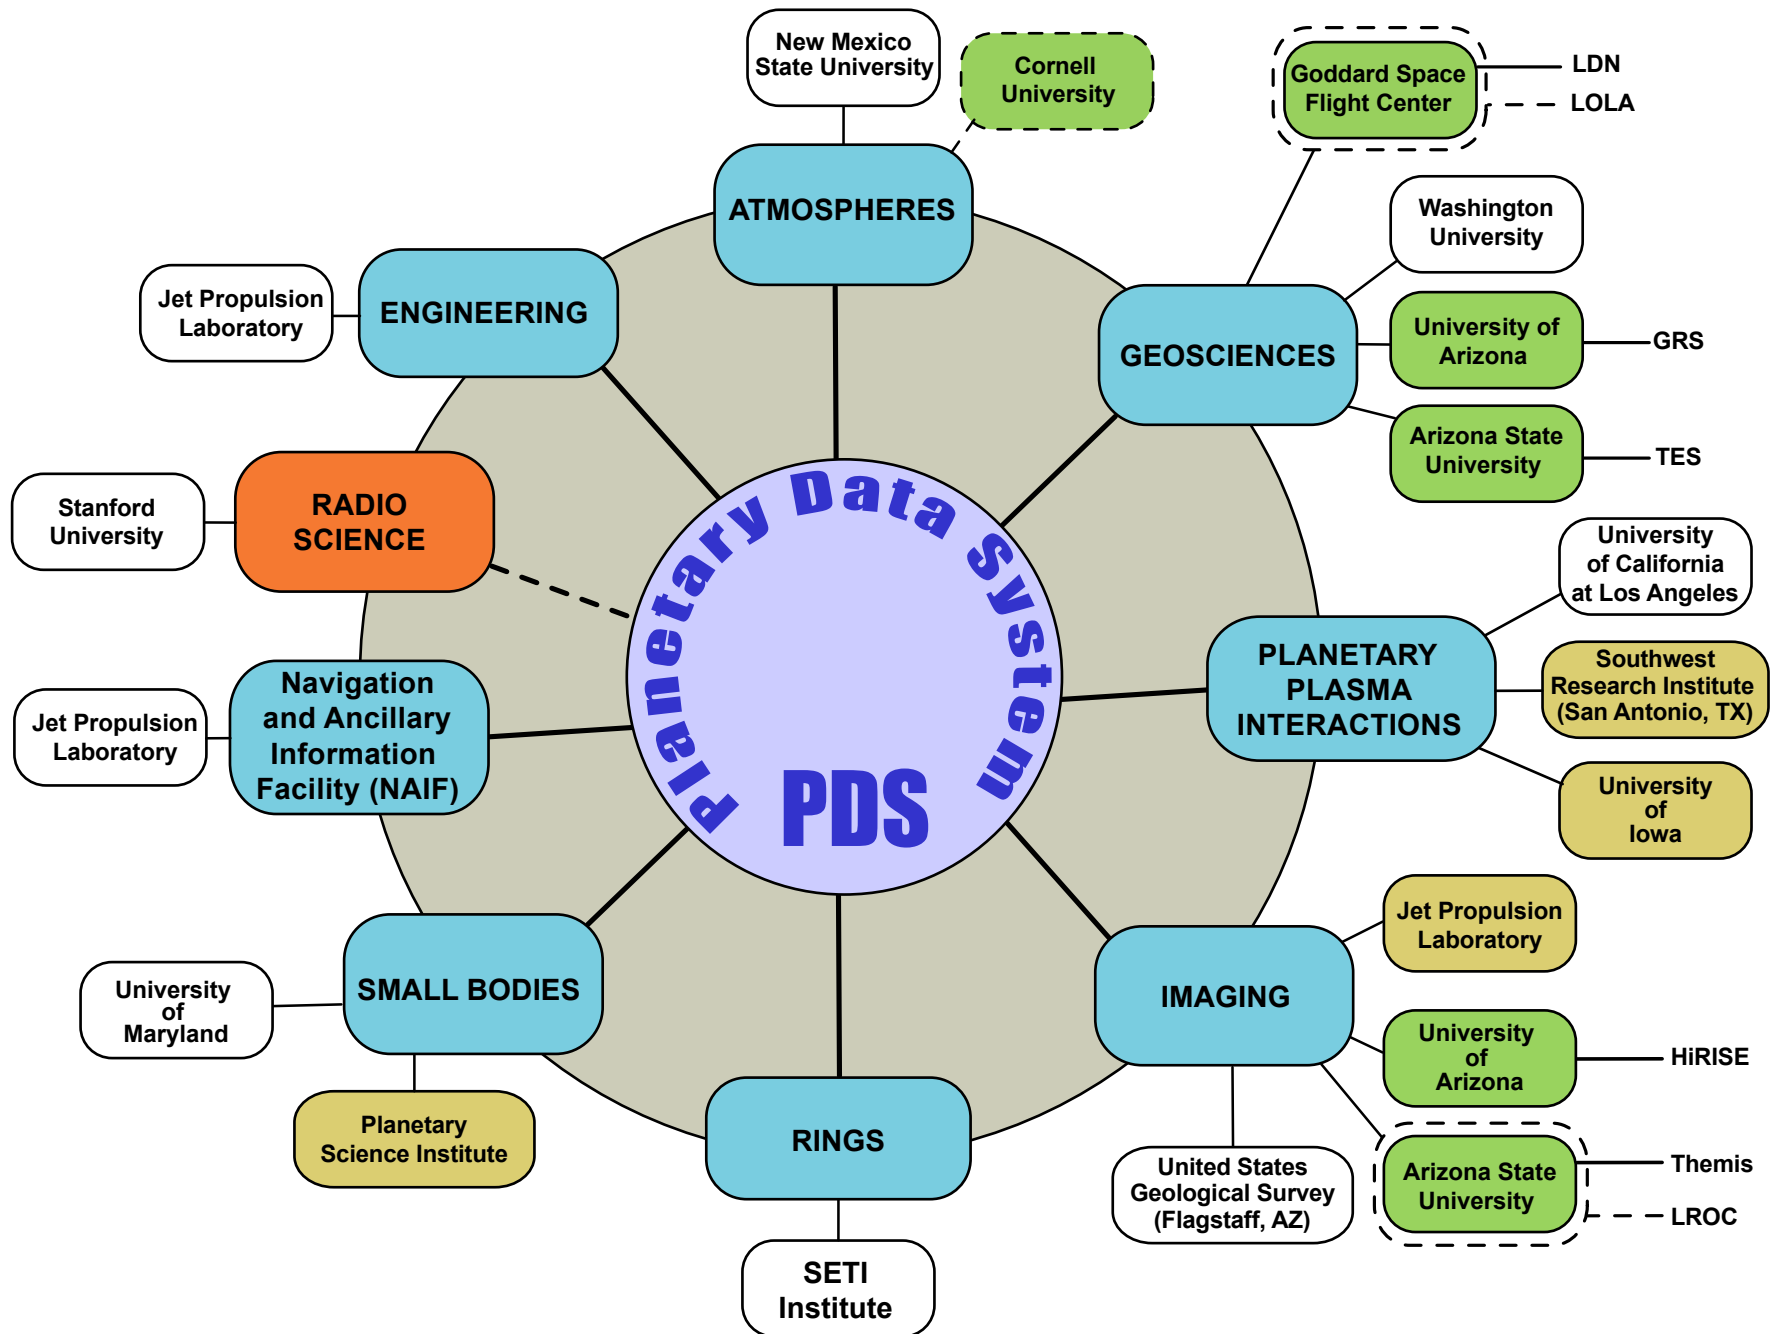 New Mexico
State University
Cornell
University
Goddard Space
Flight Center
LDN
LOLA
ATMOSPHERES
Washington
University
Jet Propulsion
Laboratory
ENGINEERING
GEOSCIENCES
University of
Arizona
GRS
Arizona State
University
TES
Stanford
University
RADIO
SCIENCE
Planetary Data System
PDS
University
of California
at Los Angeles
PLANETARY
PLASMA
INTERACTIONS
Southwest
Research Institute
(San Antonio, TX)
University
of
Iowa
Jet Propulsion
Laboratory
Navigation
and Ancillary
Information
Facility (NAIF)
Jet Propulsion
Laboratory
SMALL BODIES
IMAGING
University
of
Maryland
University
of
Arizona
HiRISE
Planetary
Science Institute
RINGS
United States
Geological Survey
(Flagstaff, AZ)
Arizona State
University
Themis
LROC
SETI
Institute